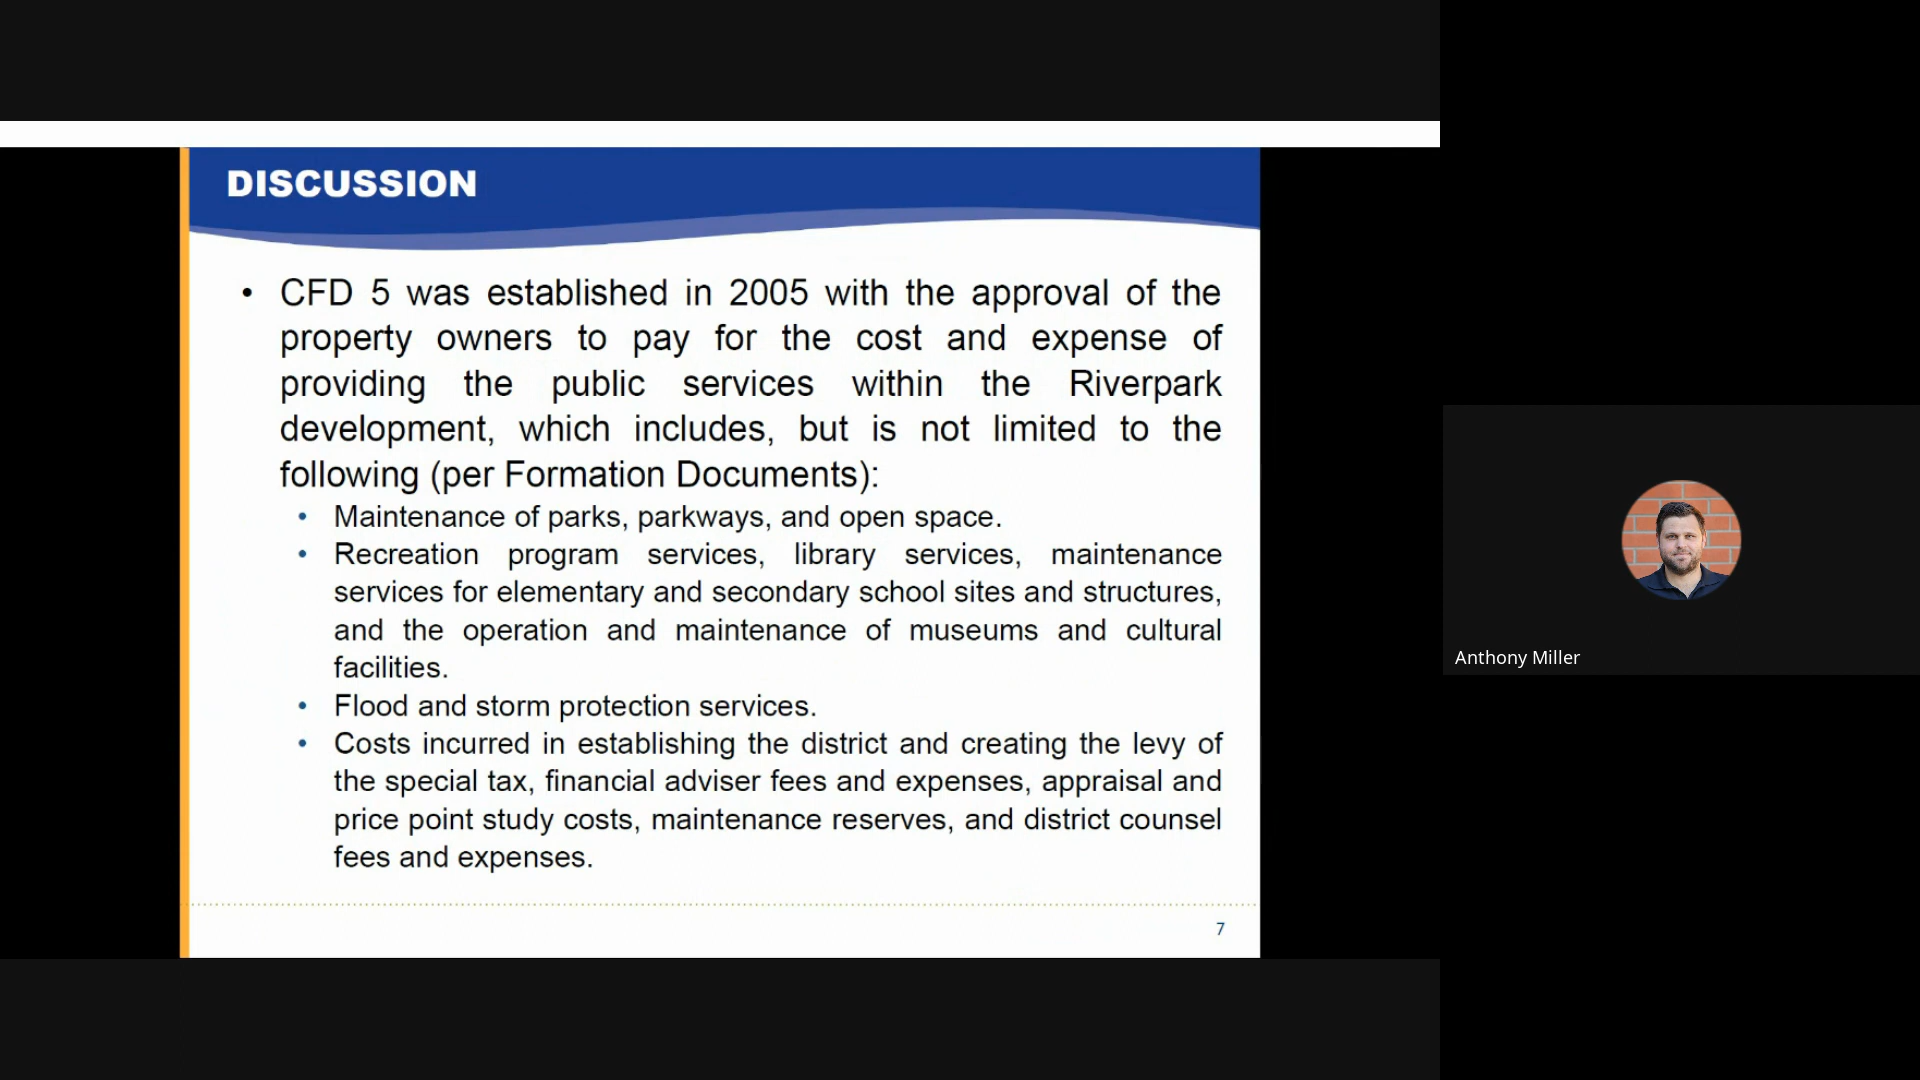 DISCUSSION
• CFD 5 was established in 2005 with the approval of the
property owners to pay for the cost and expense of
providing the public services within the Riverpark
development, which includes, but is not limited to the
following (per Formation Documents):
• Maintenance of parks, parkways, and open space.
• Recreation program services, library services, maintenance
services for elementary and secondary school sites and structures,
and the operation and maintenance of museums and cultural
facilities.
• Flood and storm protection services.
• Costs incurred in establishing the district and creating the levy of
the special tax, financial adviser fees and expenses, appraisal and
price point study costs, maintenance reserves, and district counsel
fees and expenses.
7
Anthony Miller